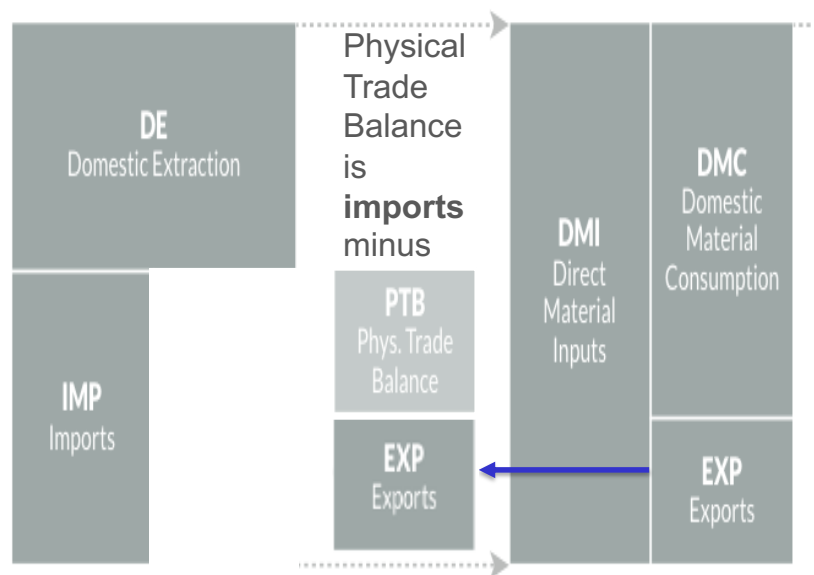 DE
Domestic Extraction
IMP
Imports
Physical
Trade
Balance
is
imports
minus
PTB
Phys. Trade
Balance
EXP
Exports
DMI
Direct
Material
Inputs
DMC
Domestic
Material
Consumption
EXP
Exports